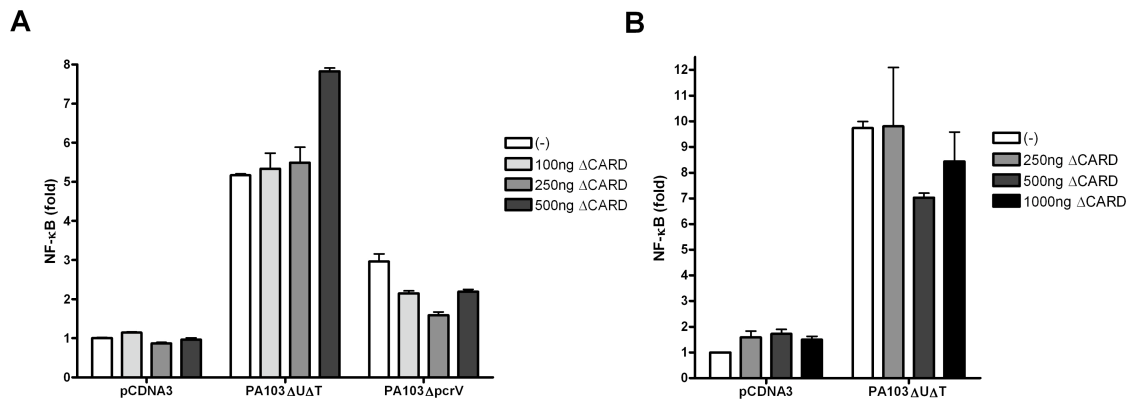 A
NF-κB (fold)
8
7
6
5
4
3
2
1
0
pCDNA3
PA103ΔUΔT
PA103ΔpcrV
(-)
100ng ΔCARD
250ng ΔCARD
500ng ΔCARD
B
NF-κB (fold)
12
11
10
9
8
7
6
5
4
3
2
1
0
pCDNA3
PA103ΔUΔT
(-)
250ng ΔCARD
500ng ΔCARD
1000ng ΔCARD